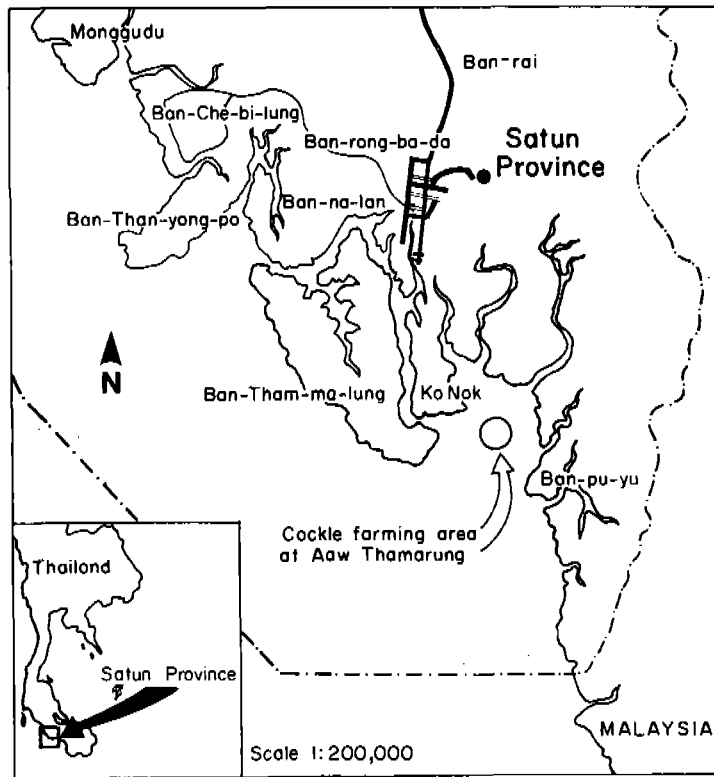 Monggudu
Ban-rai
Ban-Che-bi-lung
Ban-rong-ba-da
Satun
Province
Ban-na-lan
Ban-Than-yong-po
N
Ban-Tham-ma-lung
Ko Nok
Ban-pu-yu
Cockle farming area
at Aaw Thamarung
Thailond
Satun Province
Scale 1:200,000
MALAYSIA